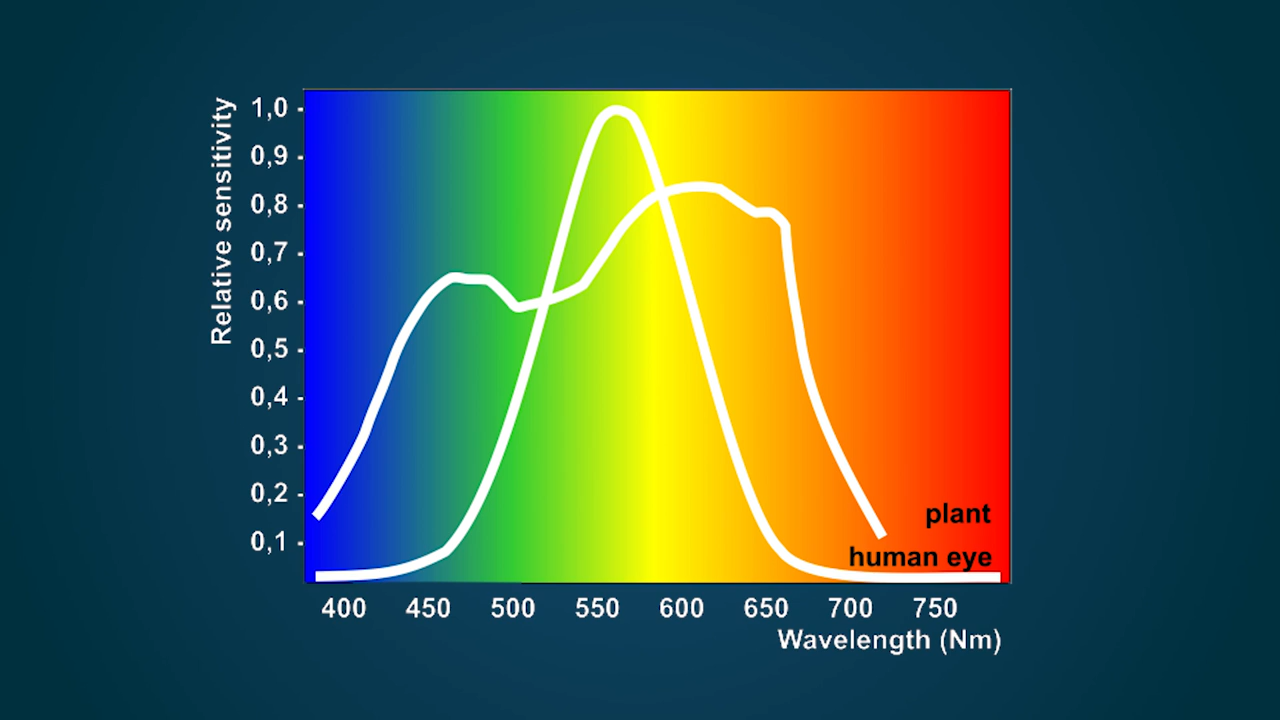 Relative sensitivity
1,0
0,9
0,8
0,7
0,6
0,5
0,4
0,3
0,2
0,1
plant
human eye
400 450 500 550 600 650 700 750
Wavelength (Nm)